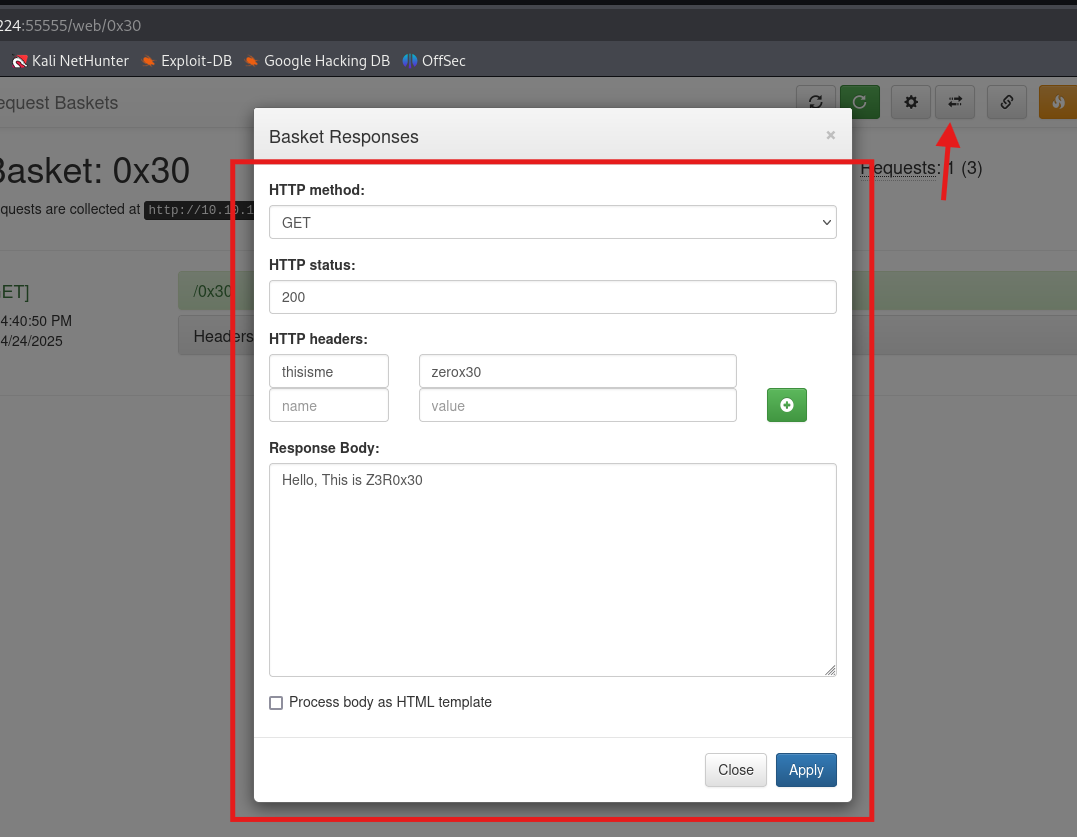 224:55555/web/0x30
Kali NetHunter Exploit-DB Google Hacking DB OffSec
equest Baskets
Basket Responses ×
Basket: 0x30
Requests: 1 (3)
quests are collected at http://10.10.1
HTTP method:
GET
HTTP status:
200
ET]
/0x30
4:40:50 PM
4/24/2025
Headers
HTTP headers:
thisisme zerox30
name value
Response Body:
Hello, This is Z3R0x30
Process body as HTML template
Close Apply